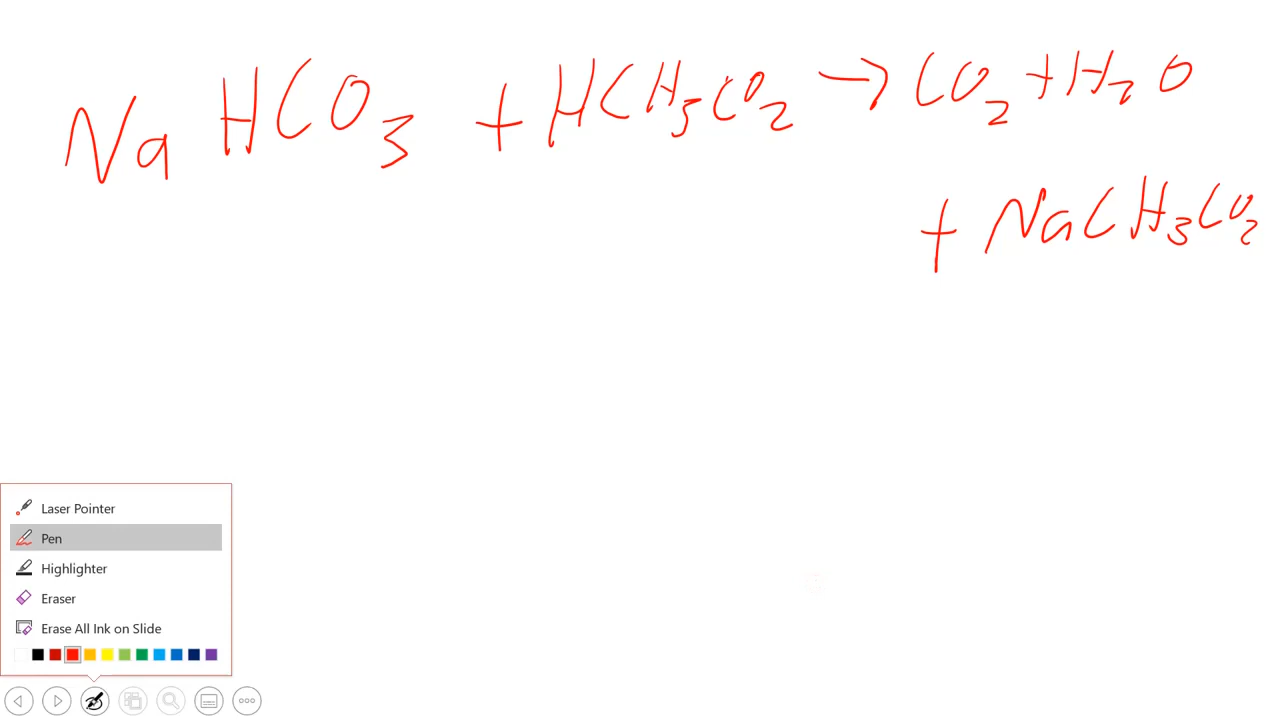 NaHCO3 + HCH3CO2 → CO2 + H2O
+ NaCH3CO2
Laser Pointer
Pen
Highlighter
Eraser
Erase All Ink on Slide